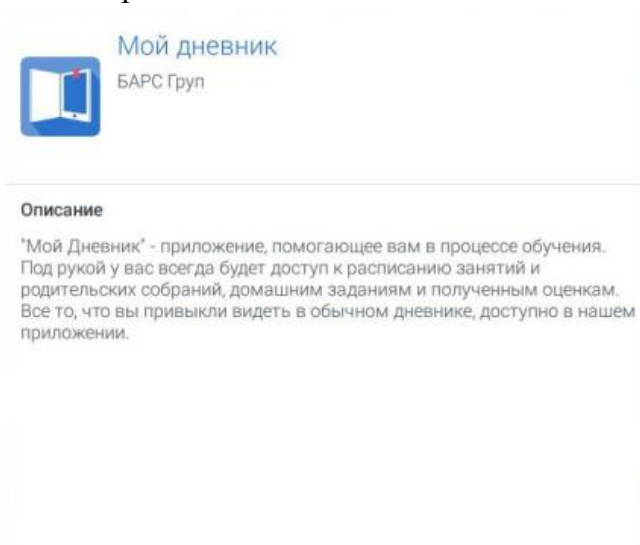 Мой дневник
БАРС Груп
Описание
"Мой Дневник" - приложение, помогающее вам в процессе обучения.
Под рукой у вас всегда будет доступ к расписанию занятий и
родительских собраний, домашним заданиям и полученным оценкам.
Все то, что вы привыкли видеть в обычном дневнике, доступно в нашем
приложении.